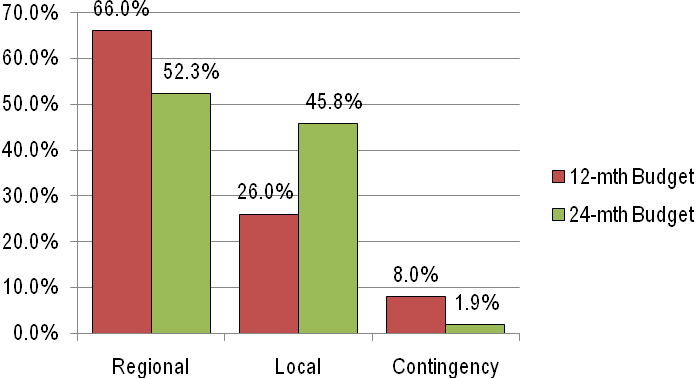 70.0%
60.0%
50.0%
40.0%
30.0%
20.0%
10.0%
0.0%
66.0%
52.3%
26.0%
45.8%
8.0%
1.9%
Regional
Local
Contingency
12-mth Budget
24-mth Budget